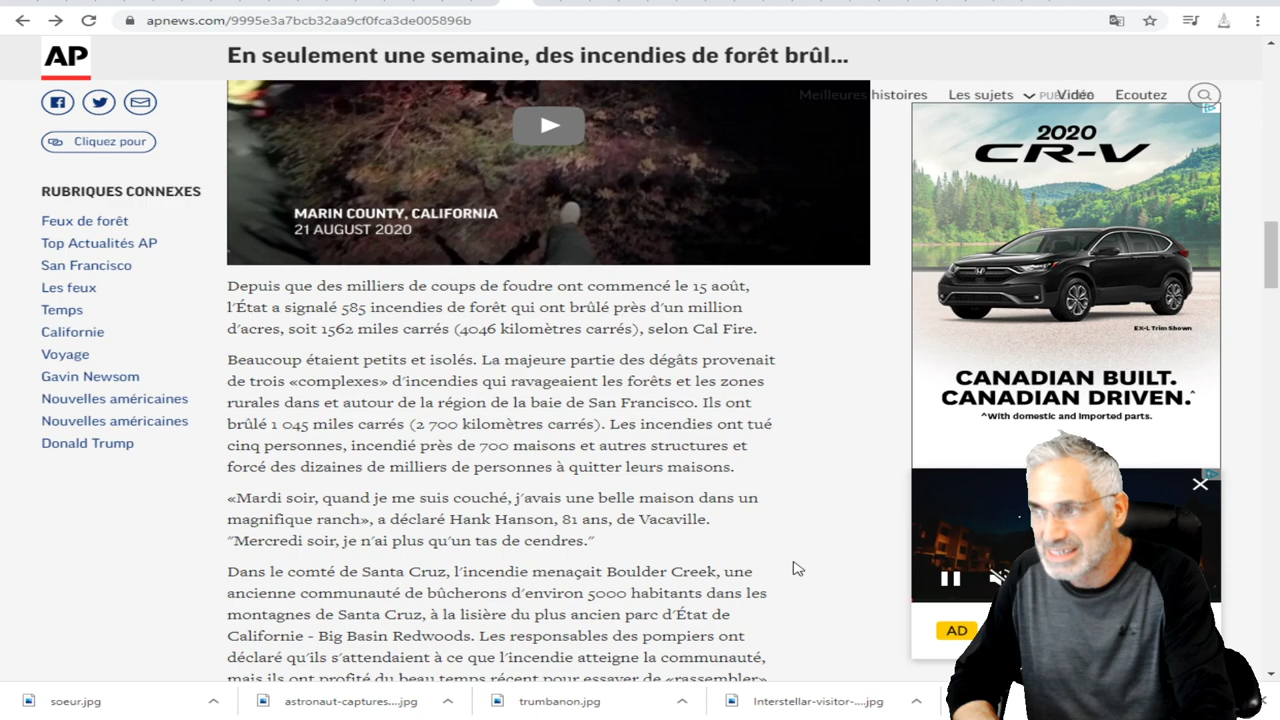 apnews.com/9995e3a7bcb32aa9cf0fca3de005896b
AP
En seulement une semaine, des incendies de forêt brûl...
Meilleures histoires Les sujets Vidéo Ecoutez
Cliquez pour
RUBRIQUES CONNEXES
Feux de forêt
Top Actualités AP
San Francisco
Les feux
Temps
Californie
Voyage
Gavin Newsom
Nouvelles américaines
Nouvelles américaines
Donald Trump
MARIN COUNTY, CALIFORNIA
21 AUGUST 2020
Depuis que des milliers de coups de foudre ont commencé le 15 août,
l'État a signalé 585 incendies de forêt qui ont brûlé près d'un million
d'acres, soit 1562 miles carrés (4046 kilomètres carrés), selon Cal Fire.
Beaucoup étaient petits et isolés. La majeure partie des dégâts provenait
de trois «complexes» d'incendies qui ravageaient les forêts et les zones
rurales dans et autour de la région de la baie de San Francisco. Ils ont
brûlé 1 045 miles carrés (2 700 kilomètres carrés). Les incendies ont tué
cinq personnes, incendié près de 700 maisons et autres structures et
forcé des dizaines de milliers de personnes à quitter leurs maisons.
«Mardi soir, quand je me suis couché, j'avais une belle maison dans un
magnifique ranch», a déclaré Hank Hanson, 81 ans, de Vacaville.
"Mercredi soir, je n'ai plus qu'un tas de cendres."
Dans le comté de Santa Cruz, l'incendie menaçait Boulder Creek, une
ancienne communauté de bûcherons d'environ 5000 habitants dans les
montagnes de Santa Cruz, à la lisière du plus ancien parc d'État de
Californie - Big Basin Redwoods. Les responsables des pompiers ont
déclaré qu'ils s'attendaient à ce que l'incendie atteigne la communauté,
mais ils ont profité du beau temps récent pour essayer de «rassembler»
2020
CR-V
EX-L Trim Shown
CANADIAN BUILT.
CANADIAN DRIVEN.^
^With domestic and imported parts.
AD
soeur.jpg
astronaut-captures....jpg
trumbanon.jpg
Interstellar-visitor-....jpg